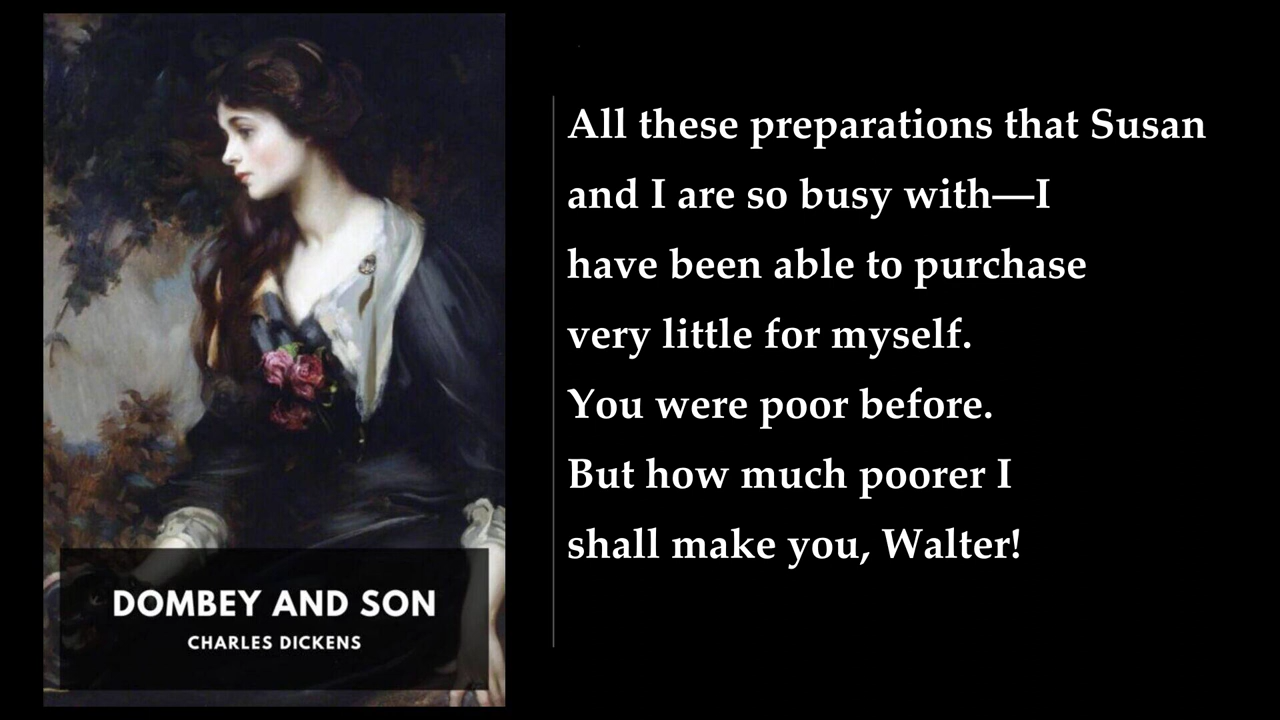 DOMBEY AND SON
CHARLES DICKENS
All these preparations that Susan
and I are so busy with—I
have been able to purchase
very little for myself.
You were poor before.
But how much poorer I
shall make you, Walter!